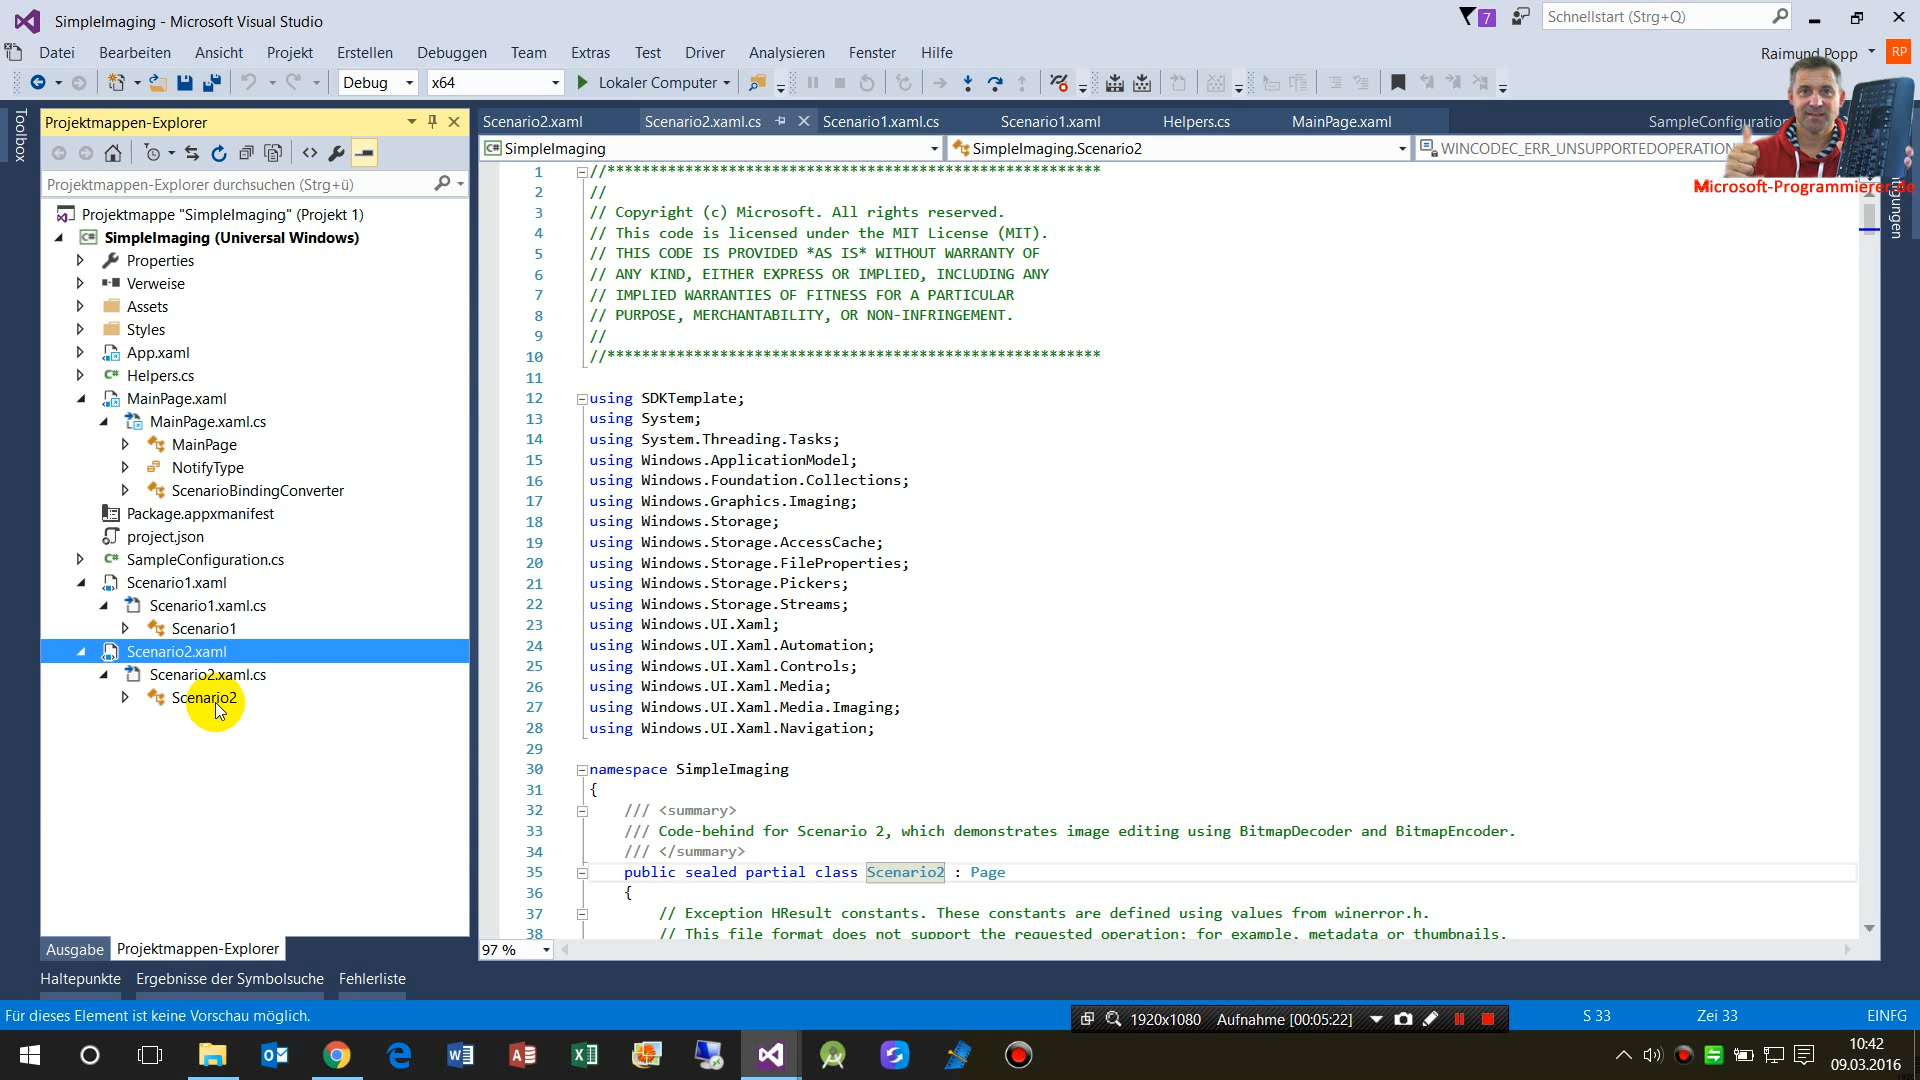 SimpleImaging - Microsoft Visual Studio
7
Schnellstart (Strg+Q)
Datei Bearbeiten Ansicht Projekt Erstellen Debuggen Team Extras Test Driver Analysieren Fenster Hilfe
Raimund Popp
RP
Debug x64 Lokaler Computer
Microsoft-Programmierer.de
Toolbox
Projektmappen-Explorer
Projektmappen-Explorer durchsuchen (Strg+ü)
Projektmappe "SimpleImaging" (Projekt 1)
SimpleImaging (Universal Windows)
Properties
Verweise
Assets
Styles
App.xaml
Helpers.cs
MainPage.xaml
MainPage.xaml.cs
MainPage
NotifyType
ScenarioBindingConverter
Package.appxmanifest
project.json
SampleConfiguration.cs
Scenario1.xaml
Scenario1.xaml.cs
Scenario1
Scenario2.xaml
Scenario2.xaml.cs
Scenario2
Ausgabe Projektmappen-Explorer
Scenario2.xaml Scenario2.xaml.cs Scenario1.xaml.cs Scenario1.xaml Helpers.cs MainPage.xaml SampleConfiguration
SimpleImaging SimpleImaging.Scenario2 WINCODEC_ERR_UNSUPPORTEDOPERATION
1 //*********************************************************
2 //
3 // Copyright (c) Microsoft. All rights reserved.
4 // This code is licensed under the MIT License (MIT).
5 // THIS CODE IS PROVIDED *AS IS* WITHOUT WARRANTY OF
6 // ANY KIND, EITHER EXPRESS OR IMPLIED, INCLUDING ANY
7 // IMPLIED WARRANTIES OF FITNESS FOR A PARTICULAR
8 // PURPOSE, MERCHANTABILITY, OR NON-INFRINGEMENT.
9 //
10 //*********************************************************
11
12 using SDKTemplate;
13 using System;
14 using System.Threading.Tasks;
15 using Windows.ApplicationModel;
16 using Windows.Foundation.Collections;
17 using Windows.Graphics.Imaging;
18 using Windows.Storage;
19 using Windows.Storage.AccessCache;
20 using Windows.Storage.FileProperties;
21 using Windows.Storage.Pickers;
22 using Windows.Storage.Streams;
23 using Windows.UI.Xaml;
24 using Windows.UI.Xaml.Automation;
25 using Windows.UI.Xaml.Controls;
26 using Windows.UI.Xaml.Media;
27 using Windows.UI.Xaml.Media.Imaging;
28 using Windows.UI.Xaml.Navigation;
29
30 namespace SimpleImaging
31 {
32 /// <summary>
33 /// Code-behind for Scenario 2, which demonstrates image editing using BitmapDecoder and BitmapEncoder.
34 /// </summary>
35 public sealed partial class Scenario2 : Page
36 {
37 // Exception HResult constants. These constants are defined using values from winerror.h.
38 // This file format does not support the requested operation; for example, metadata or thumbnails.
97 %
Haltepunkte Ergebnisse der Symbolsuche Fehlerliste
Für dieses Element ist keine Vorschau möglich.
1920x1080 Aufnahme [00:05:22]
S 33 Zei 33 EINFG
10:42
09.03.2016